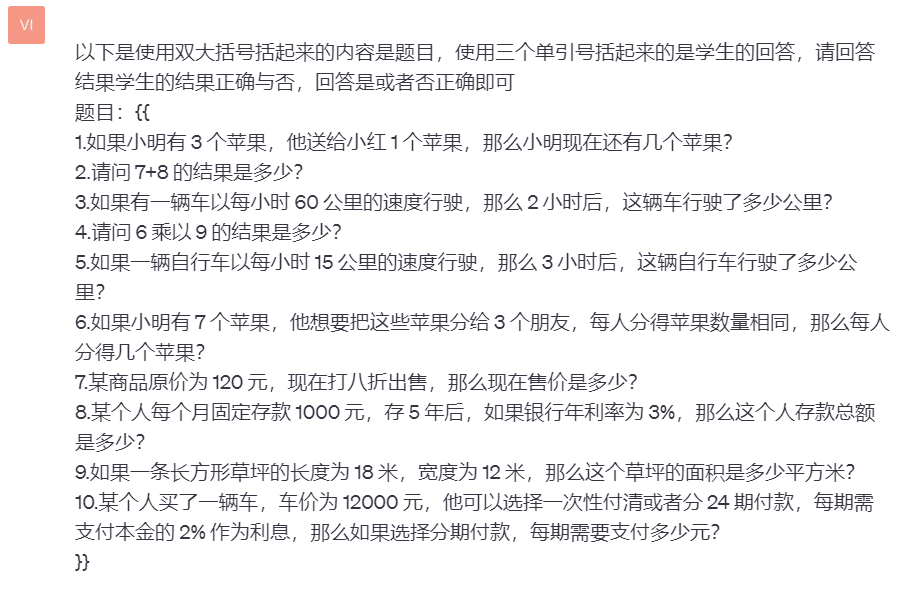 VI
以下是使用双大括号括起来的内容是题目，使用三个单引号括起来的是学生的回答，请回答
结果学生的结果正确与否，回答是或者否正确即可
题目：{{
1.如果小明有 3 个苹果，他送给小红 1 个苹果，那么小明现在还有几个苹果？
2.请问 7+8 的结果是多少？
3.如果有一辆车以每小时 60 公里的速度行驶，那么 2 小时后，这辆车行驶了多少公里？
4.请问 6 乘以 9 的结果是多少？
5.如果一辆自行车以每小时 15 公里的速度行驶，那么 3 小时后，这辆自行车行驶了多少公
里？
6.如果小明有 7 个苹果，他想要把这些苹果分给 3 个朋友，每人分得苹果数量相同，那么每人
分得几个苹果？
7.某商品原价为 120 元，现在打八折出售，那么现在售价是多少？
8.某个人每个月固定存款 1000 元，存 5 年后，如果银行年利率为 3%，那么这个人存款总额
是多少？
9.如果一条长方形草坪的长度为 18 米，宽度为 12 米，那么这个草坪的面积是多少平方米？
10.某个人买了一辆车，车价为 12000 元，他可以选择一次性付清或者分 24 期付款，每期需
支付本金的 2% 作为利息，那么如果选择分期付款，每期需要支付多少元？
}}